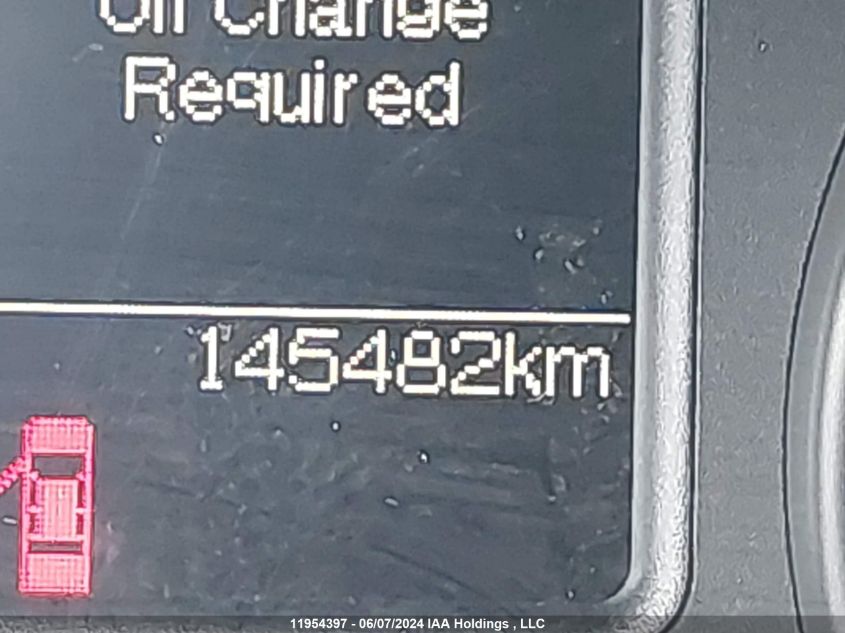 Oil Change
Required
145482km
11954397 - 06/07/2024 IAA Holdings , LLC